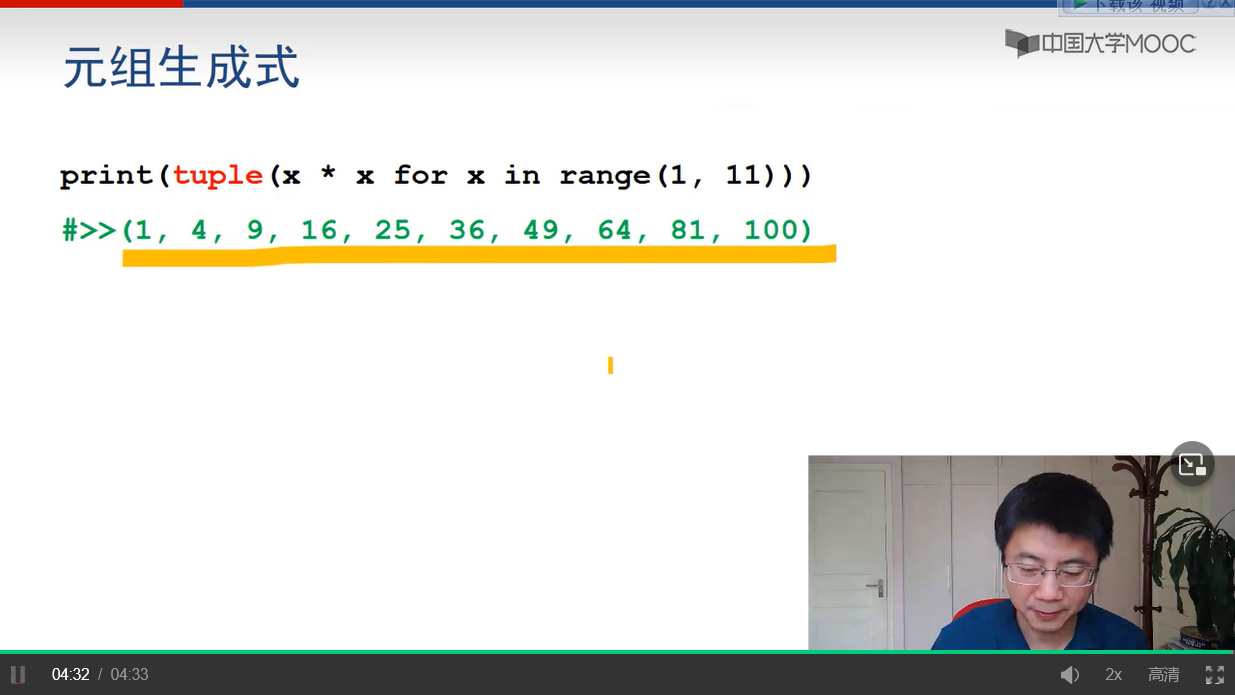 下载该 视频 ? X
中国大学MOOC
元组生成式
print(tuple(x * x for x in range(1, 11)))
#>>(1, 4, 9, 16, 25, 36, 49, 64, 81, 100)
04:32 / 04:33
2x
高清